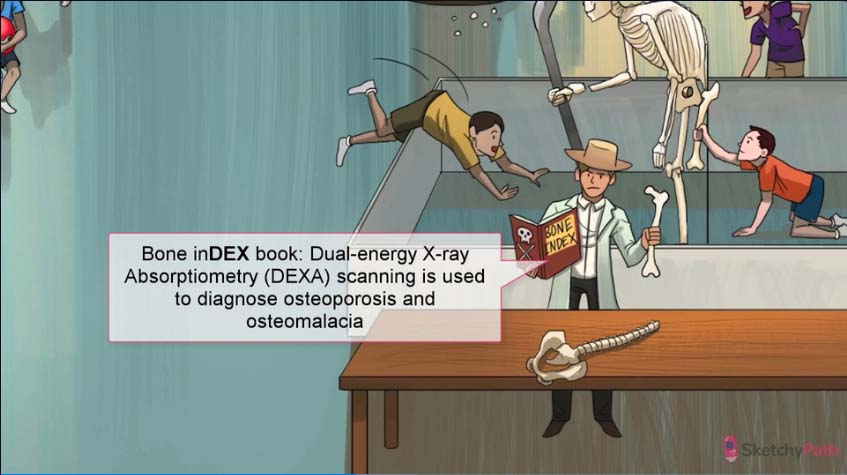 BONE
INDEX
Bone inDEX book: Dual-energy X-ray
Absorptiometry (DEXA) scanning is used
to diagnose osteoporosis and
osteomalacia
SketchyPath